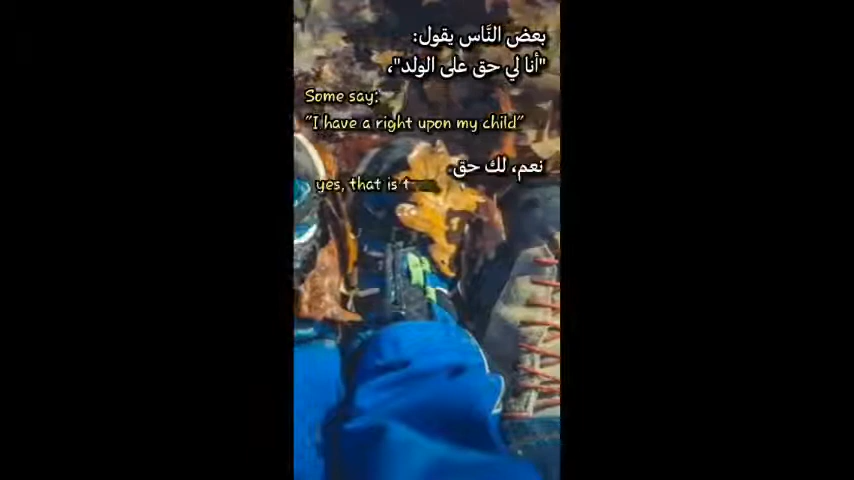 بعض النَّاس يقول:
"أنا لي حق على الولد"،
Some say:
"I have a right upon my child"
نعم، لك حق
yes, that is